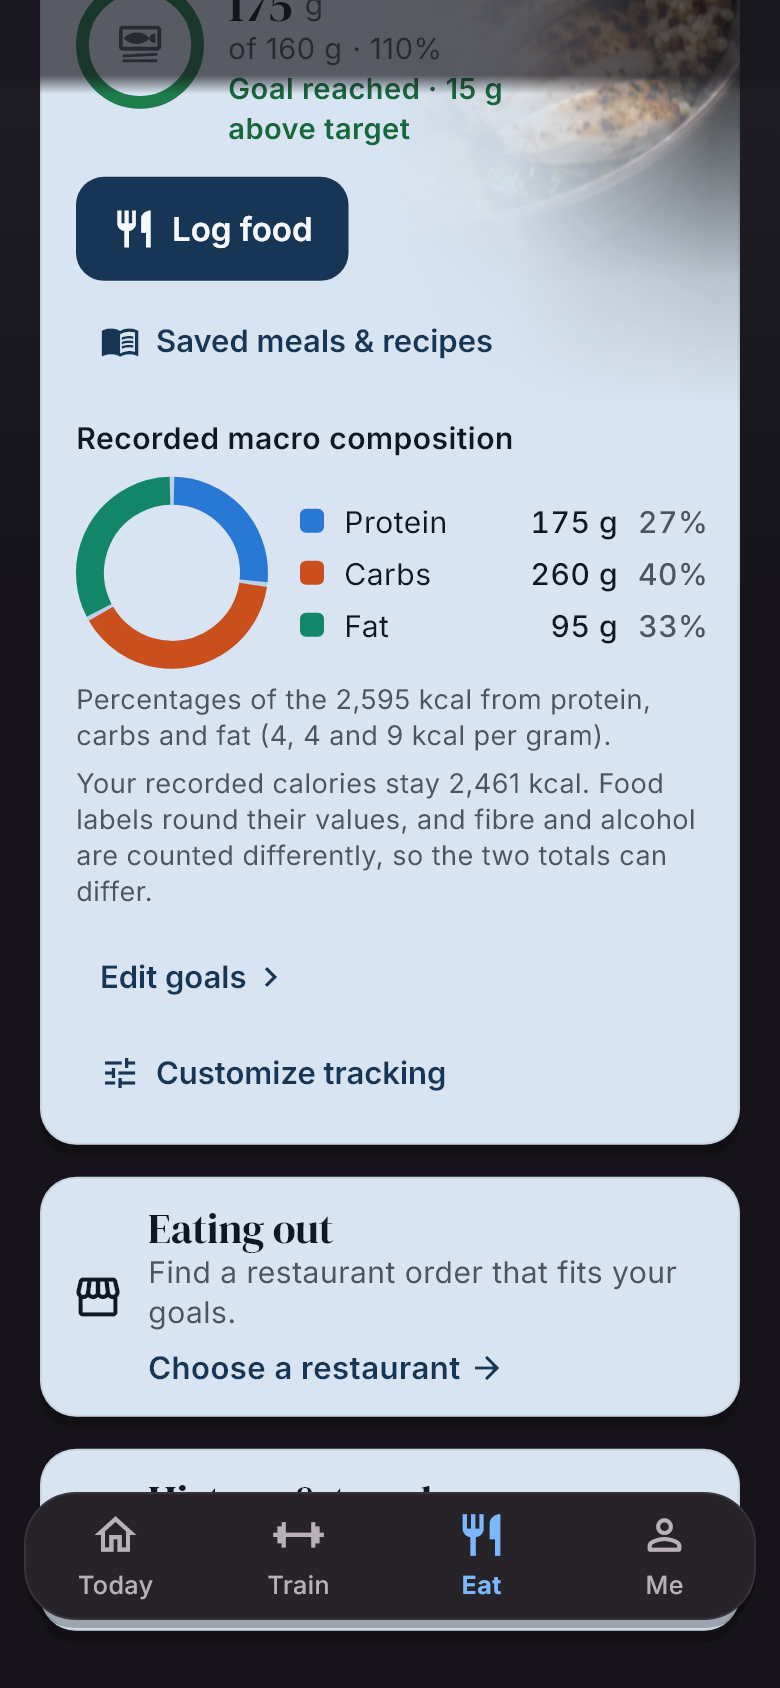 175 g
of 160 g · 110%
Goal reached · 15 g
above target
Log food
Saved meals & recipes
Recorded macro composition
Protein 175 g 27%
Carbs 260 g 40%
Fat 95 g 33%
Percentages of the 2,595 kcal from protein,
carbs and fat (4, 4 and 9 kcal per gram).
Your recorded calories stay 2,461 kcal. Food
labels round their values, and fibre and alcohol
are counted differently, so the two totals can
differ.
Edit goals
Customize tracking
Eating out
Find a restaurant order that fits your
goals.
Choose a restaurant
Today Train Eat Me